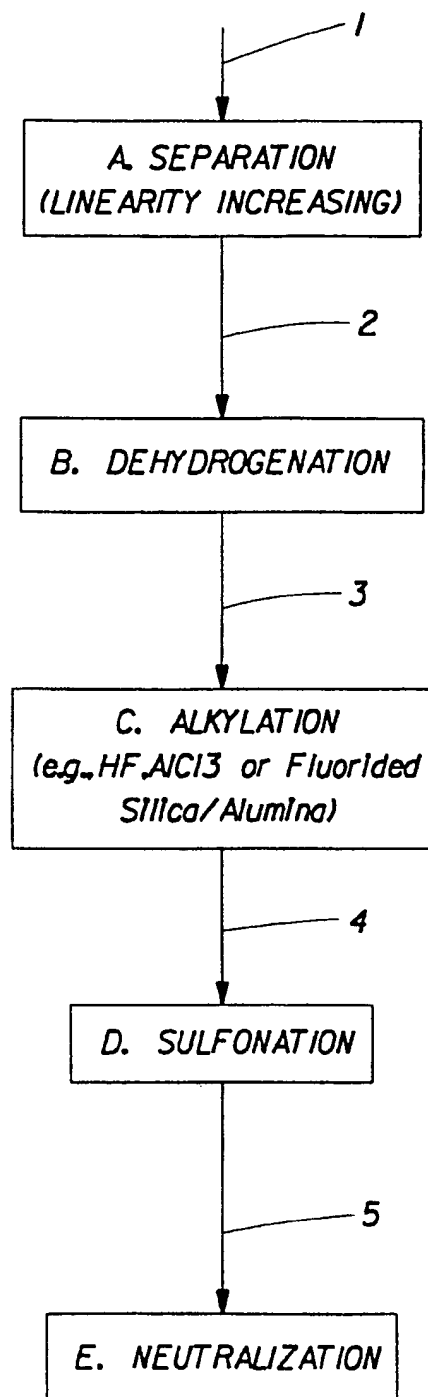 1
A. SEPARATION
(LINEARITY INCREASING)
2
B. DEHYDROGENATION
3
C. ALKYLATION
(e.g., HF, AlCl3 or Fluorided
Silica/Alumina)
4
D. SULFONATION
5
E. NEUTRALIZATION